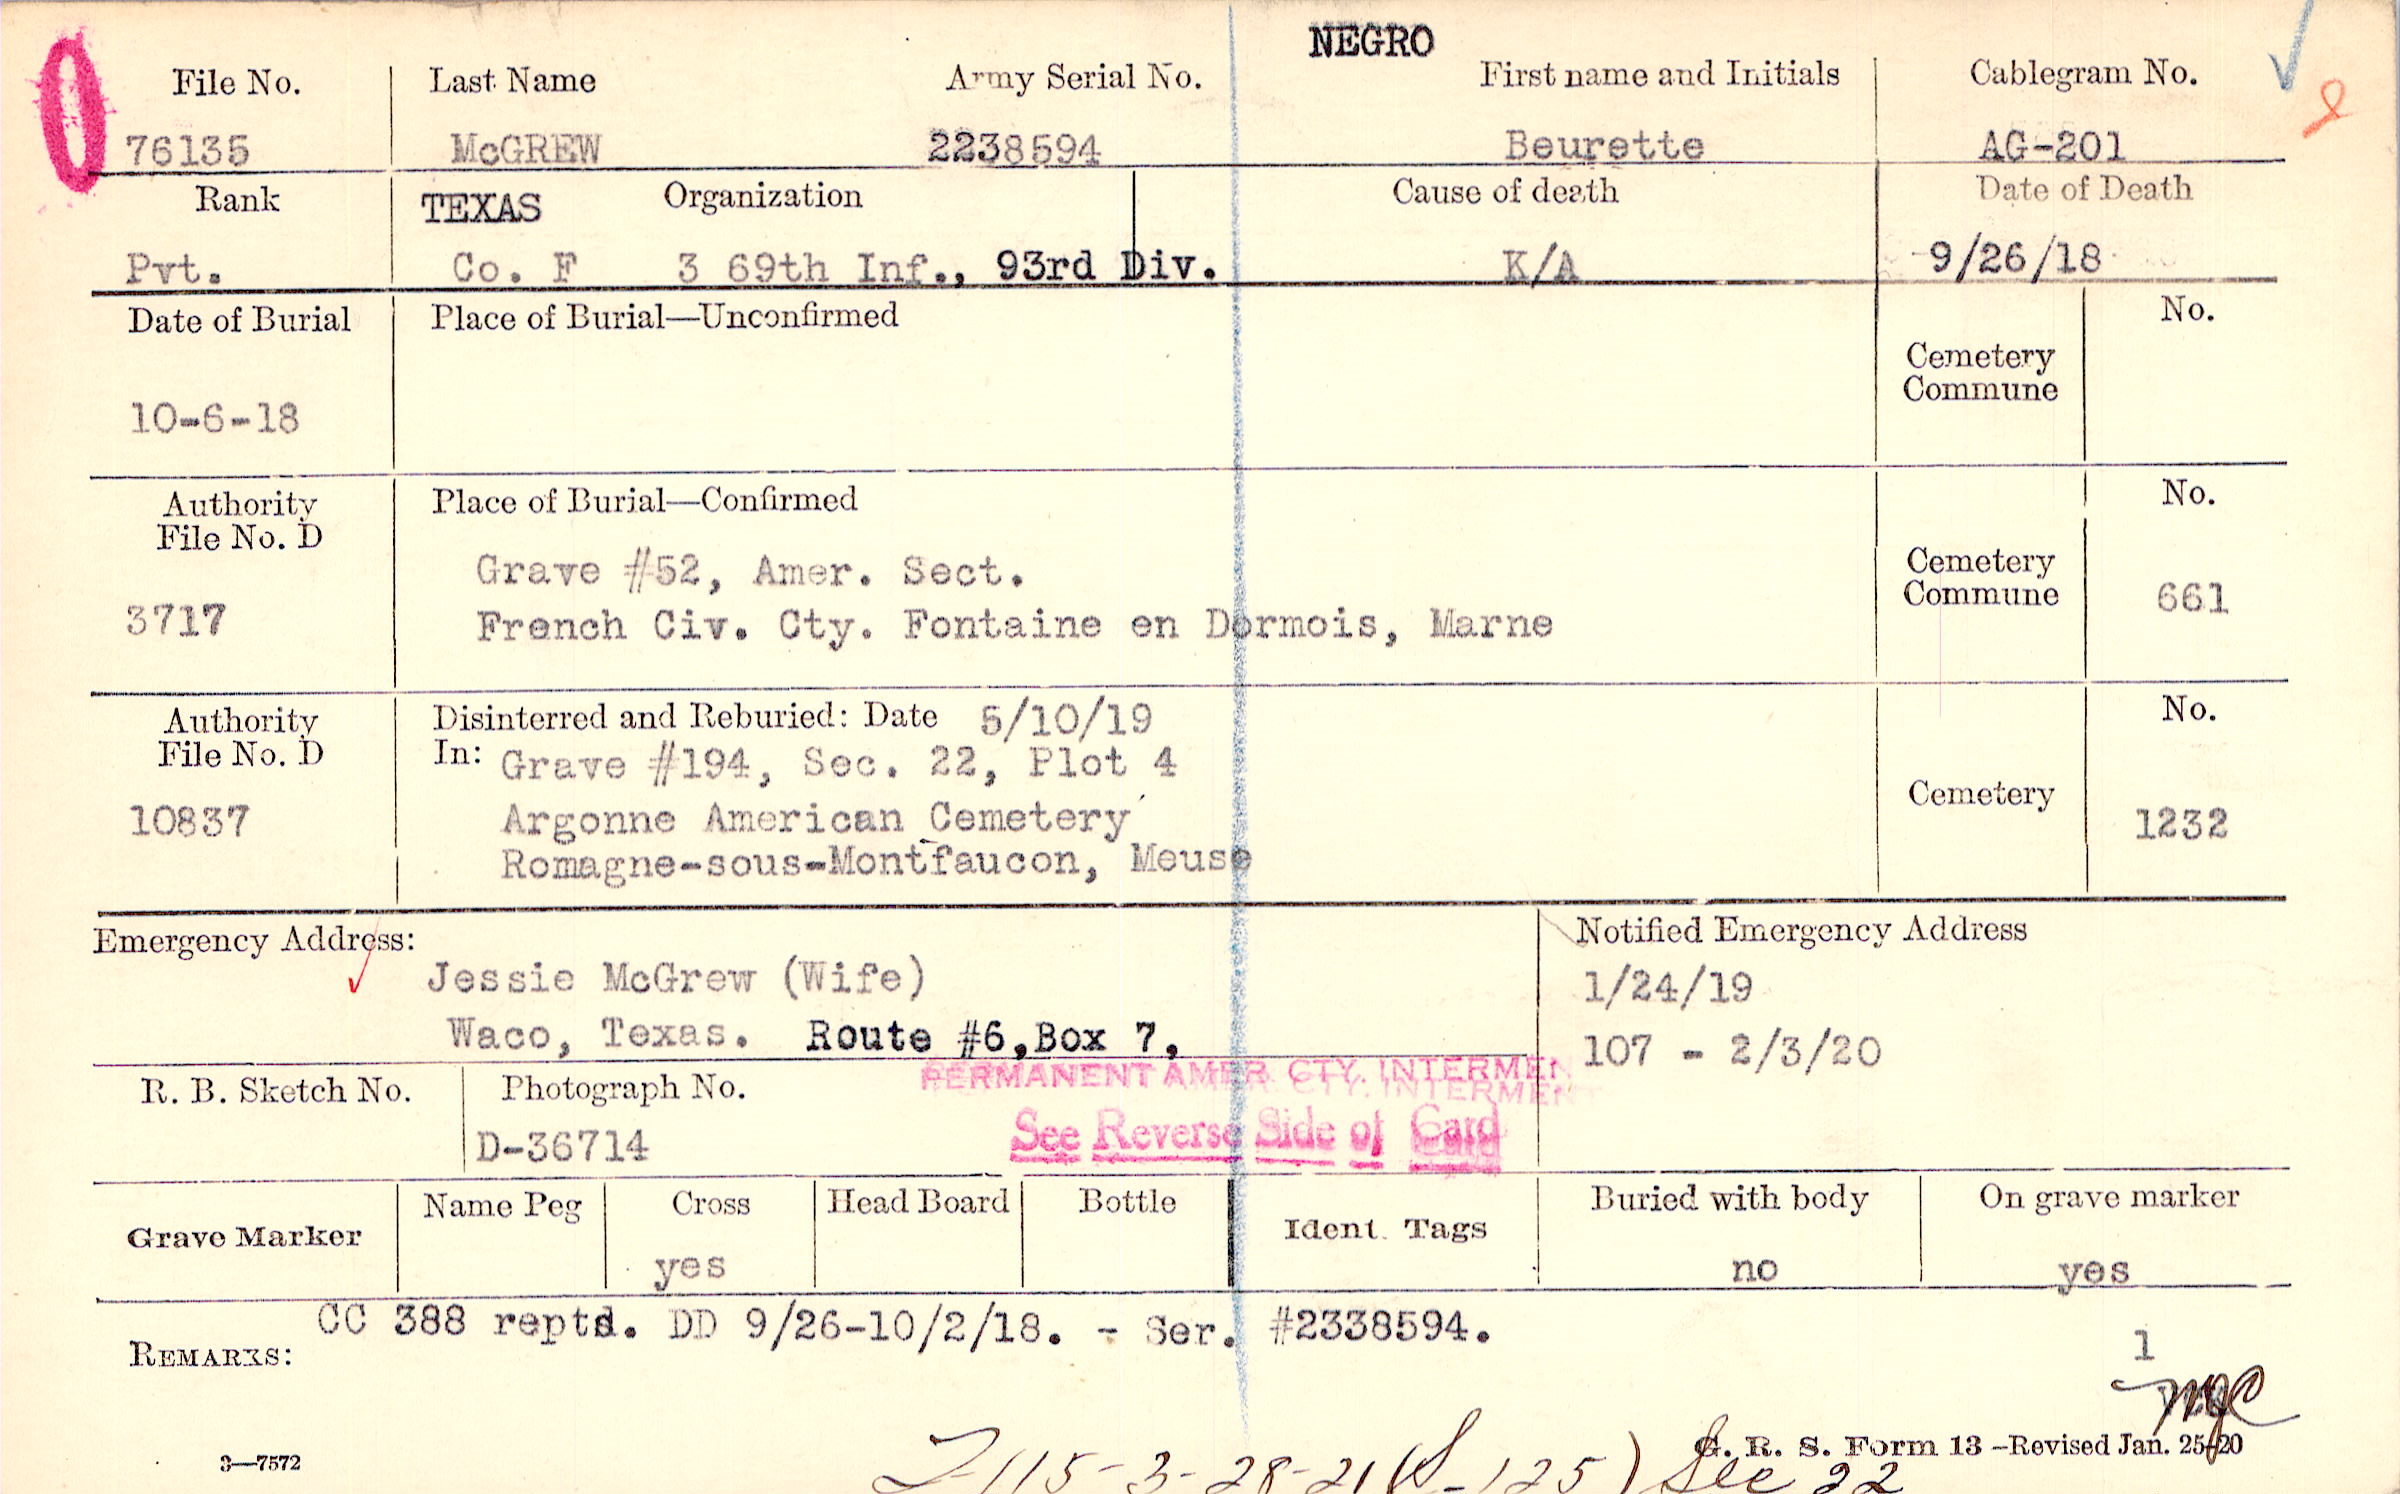 NEGRO
File No. Last Name Army Serial No. First name and Initials Cablegram No.
76135 McGREW 2238594 Beurette AG-201
Rank TEXAS Organization Cause of death Date of Death
Pvt. Co. F 3 69th Inf., 93rd Div. K/A 9/26/18
Date of Burial Place of Burial—Unconfirmed No.
Cemetery
Commune
10-6-18
Authority Place of Burial—Confirmed No.
File No. D
Grave #52, Amer. Sect. Cemetery
Commune 661
3717 French Civ. Cty. Fontaine en Dormois, Marne
Authority Disinterred and Reburied: Date 5/10/19 No.
File No. D In: Grave #194, Sec. 22, Plot 4
Cemetery
10837 Argonne American Cemetery 1232
Romagne-sous-Montfaucon, Meuse
Emergency Address: Notified Emergency Address
Jessie McGrew (Wife) 1/24/19
Waco, Texas. Route #6,Box 7, 107 - 2/3/20
PERMANENT AMER CTY. INTERMEN
R. B. Sketch No. Photograph No.
See Reverse Side of Card
D-36714
Name Peg Cross Head Board Bottle Buried with body On grave marker
Grave Marker Ident. Tags
yes no yes
CC 388 reptd. DD 9/26-10/2/18. - Ser. #2338594.
REMARKS: 1
3—7572 G. R. S. Form 13 -Revised Jan. 25-20
115-3-28-21 (S-125) Sec 22